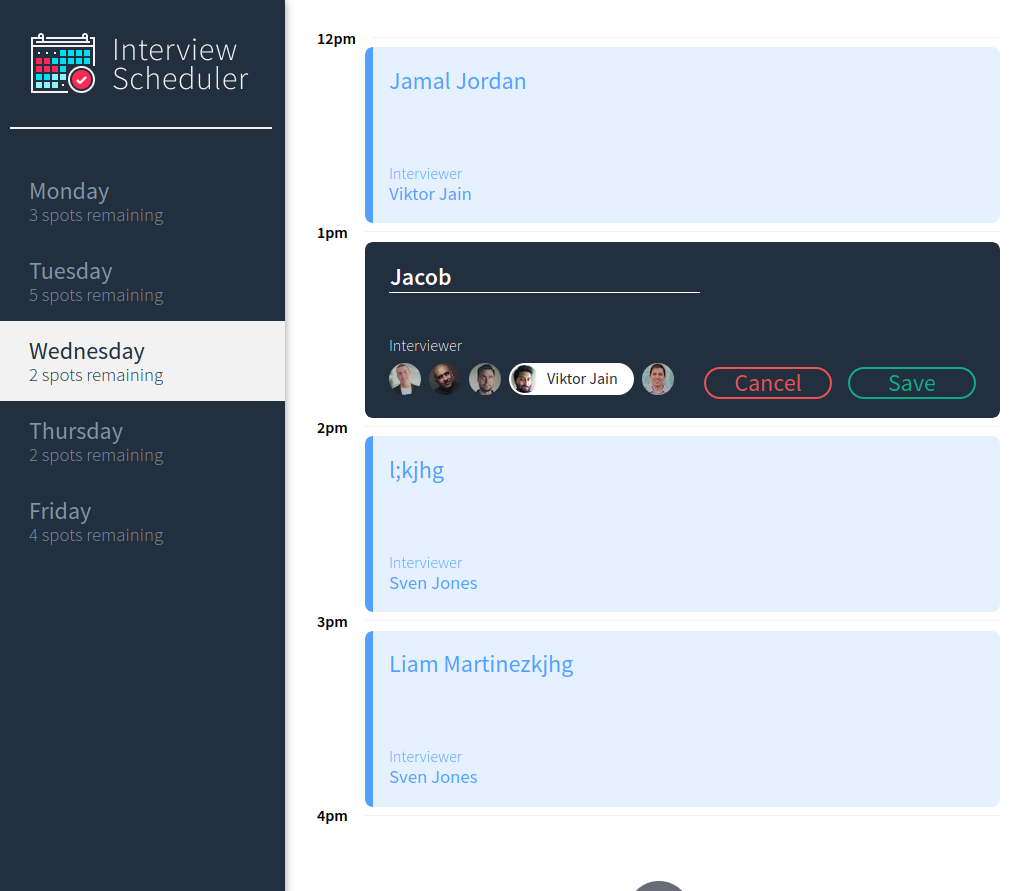 Interview
Scheduler
Monday
3 spots remaining
Tuesday
5 spots remaining
Wednesday
2 spots remaining
Thursday
2 spots remaining
Friday
4 spots remaining
12pm
Jamal Jordan
Interviewer
Viktor Jain
1pm
Jacob
Interviewer
Viktor Jain
Cancel
Save
2pm
l;kjhg
Interviewer
Sven Jones
3pm
Liam Martinezkjhg
Interviewer
Sven Jones
4pm